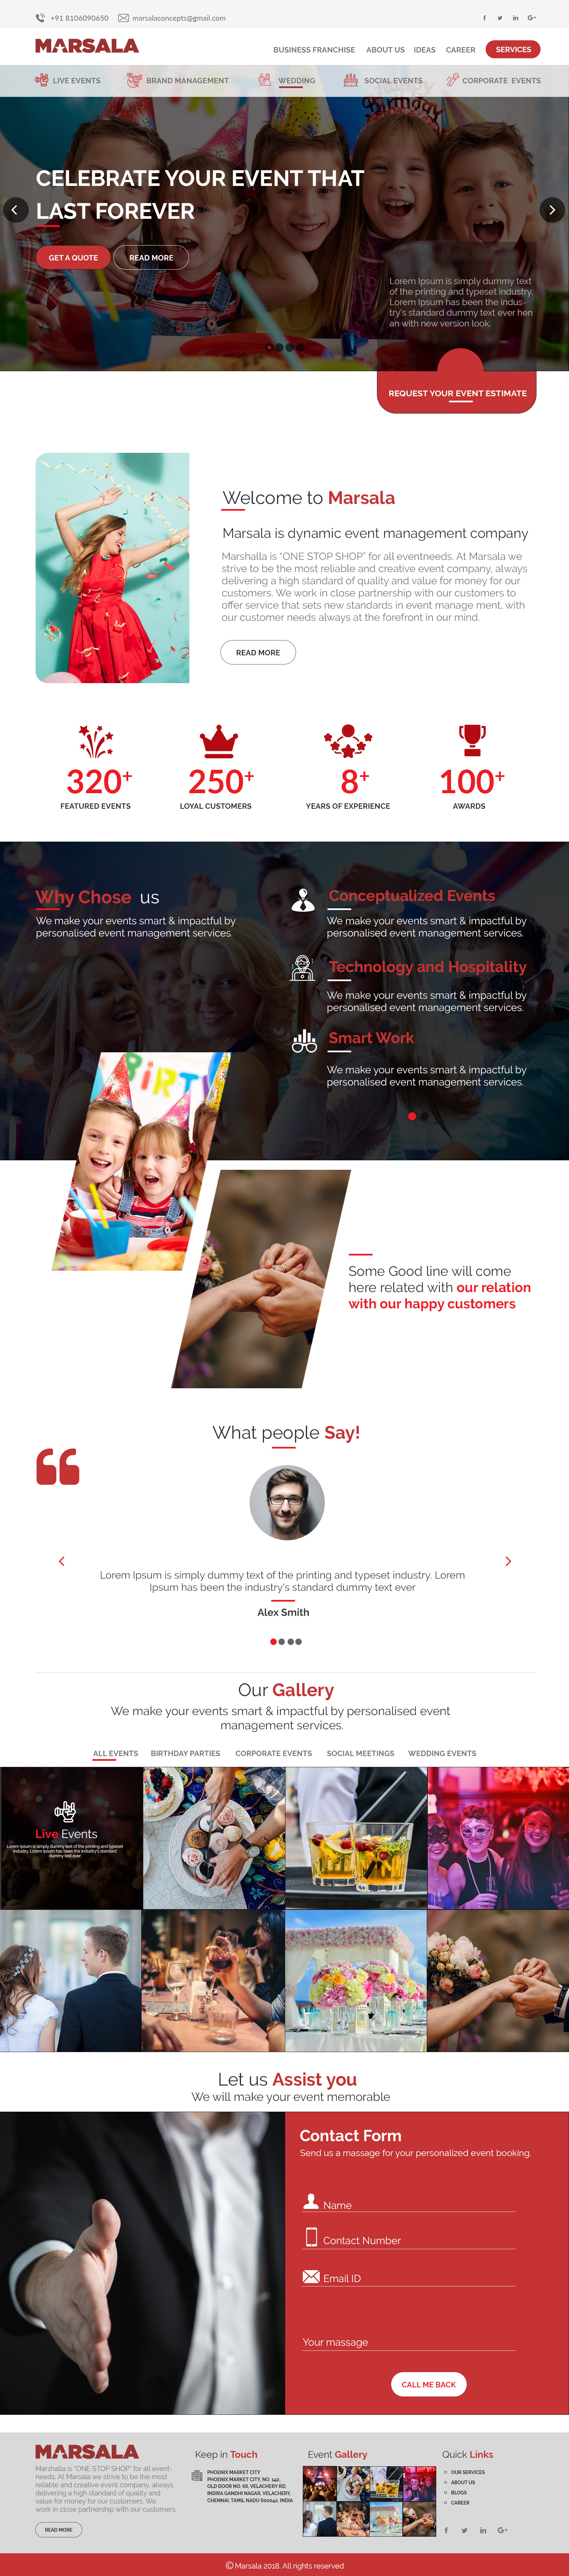 +91 8106090650 marsalaconcepts@gmail.com
MARSALA
BUSINESS FRANCHISE ABOUT US IDEAS CAREER SERVICES
LIVE EVENTS BRAND MANAGEMENT WEDDING SOCIAL EVENTS CORPORATE EVENTS
Birthday
CELEBRATE YOUR EVENT THAT
LAST FOREVER
GET A QUOTE READ MORE
Lorem Ipsum is simply dummy text
of the printing and typeset industry.
Lorem Ipsum has been the indus-
try's standard dummy text ever hen
an with new version look.
REQUEST YOUR EVENT ESTIMATE
Welcome to Marsala
Marsala is dynamic event management company
Marshalla is "ONE STOP SHOP" for all eventneeds. At Marsala we
strive to be the most reliable and creative event company, always
delivering a high standard of quality and value for money for our
customers. We work in close partnership with our customers to
offer service that sets new standards in event manage ment, with
our customer needs always at the forefront in our mind.
READ MORE
320+ 250+ 8+ 100+
FEATURED EVENTS LOYAL CUSTOMERS YEARS OF EXPERIENCE AWARDS
Why Chose us
We make your events smart & impactful by
personalised event management services.
Conceptualized Events
We make your events smart & impactful by
personalised event management services.
Technology and Hospitality
We make your events smart & impactful by
personalised event management services.
Smart Work
We make your events smart & impactful by
personalised event management services.
BIRT
Some Good line will come
here related with our relation
with our happy customers
What people Say!
Lorem Ipsum is simply dummy text of the printing and typeset industry. Lorem
Ipsum has been the industry's standard dummy text ever
Alex Smith
Our Gallery
We make your events smart & impactful by personalised event
management services.
ALL EVENTS BIRTHDAY PARTIES CORPORATE EVENTS SOCIAL MEETINGS WEDDING EVENTS
Live Events
Lorem Ipsum is simply dummy text of the printing and typeset
industry. Lorem Ipsum has been the industry's standard
dummy text ever
Let us Assist you
We will make your event memorable
Contact Form
Send us a massage for your personalized event booking.
Name
Contact Number
Email ID
Your massage
CALL ME BACK
MARSALA
Marshalla is "ONE STOP SHOP" for all event-
needs. At Marsala we strive to be the most
reliable and creative event company, always
delivering a high standard of quality and
value for money for our customers. We
work in close partnership with our customers
READ MORE
Keep in Touch
PHOENIX MARKET CITY
PHOENIX MARKET CITY, NO. 142,
OLD DOOR NO. 66, VELACHERY RD,
INDIRA GANDHI NAGAR, VELACHERY,
CHENNAI, TAMIL NADU 600042, INDIA
Event Gallery
Quick Links
OUR SERVICES
ABOUT US
BLOGS
CAREER
© Marsala 2018. All rights reserved